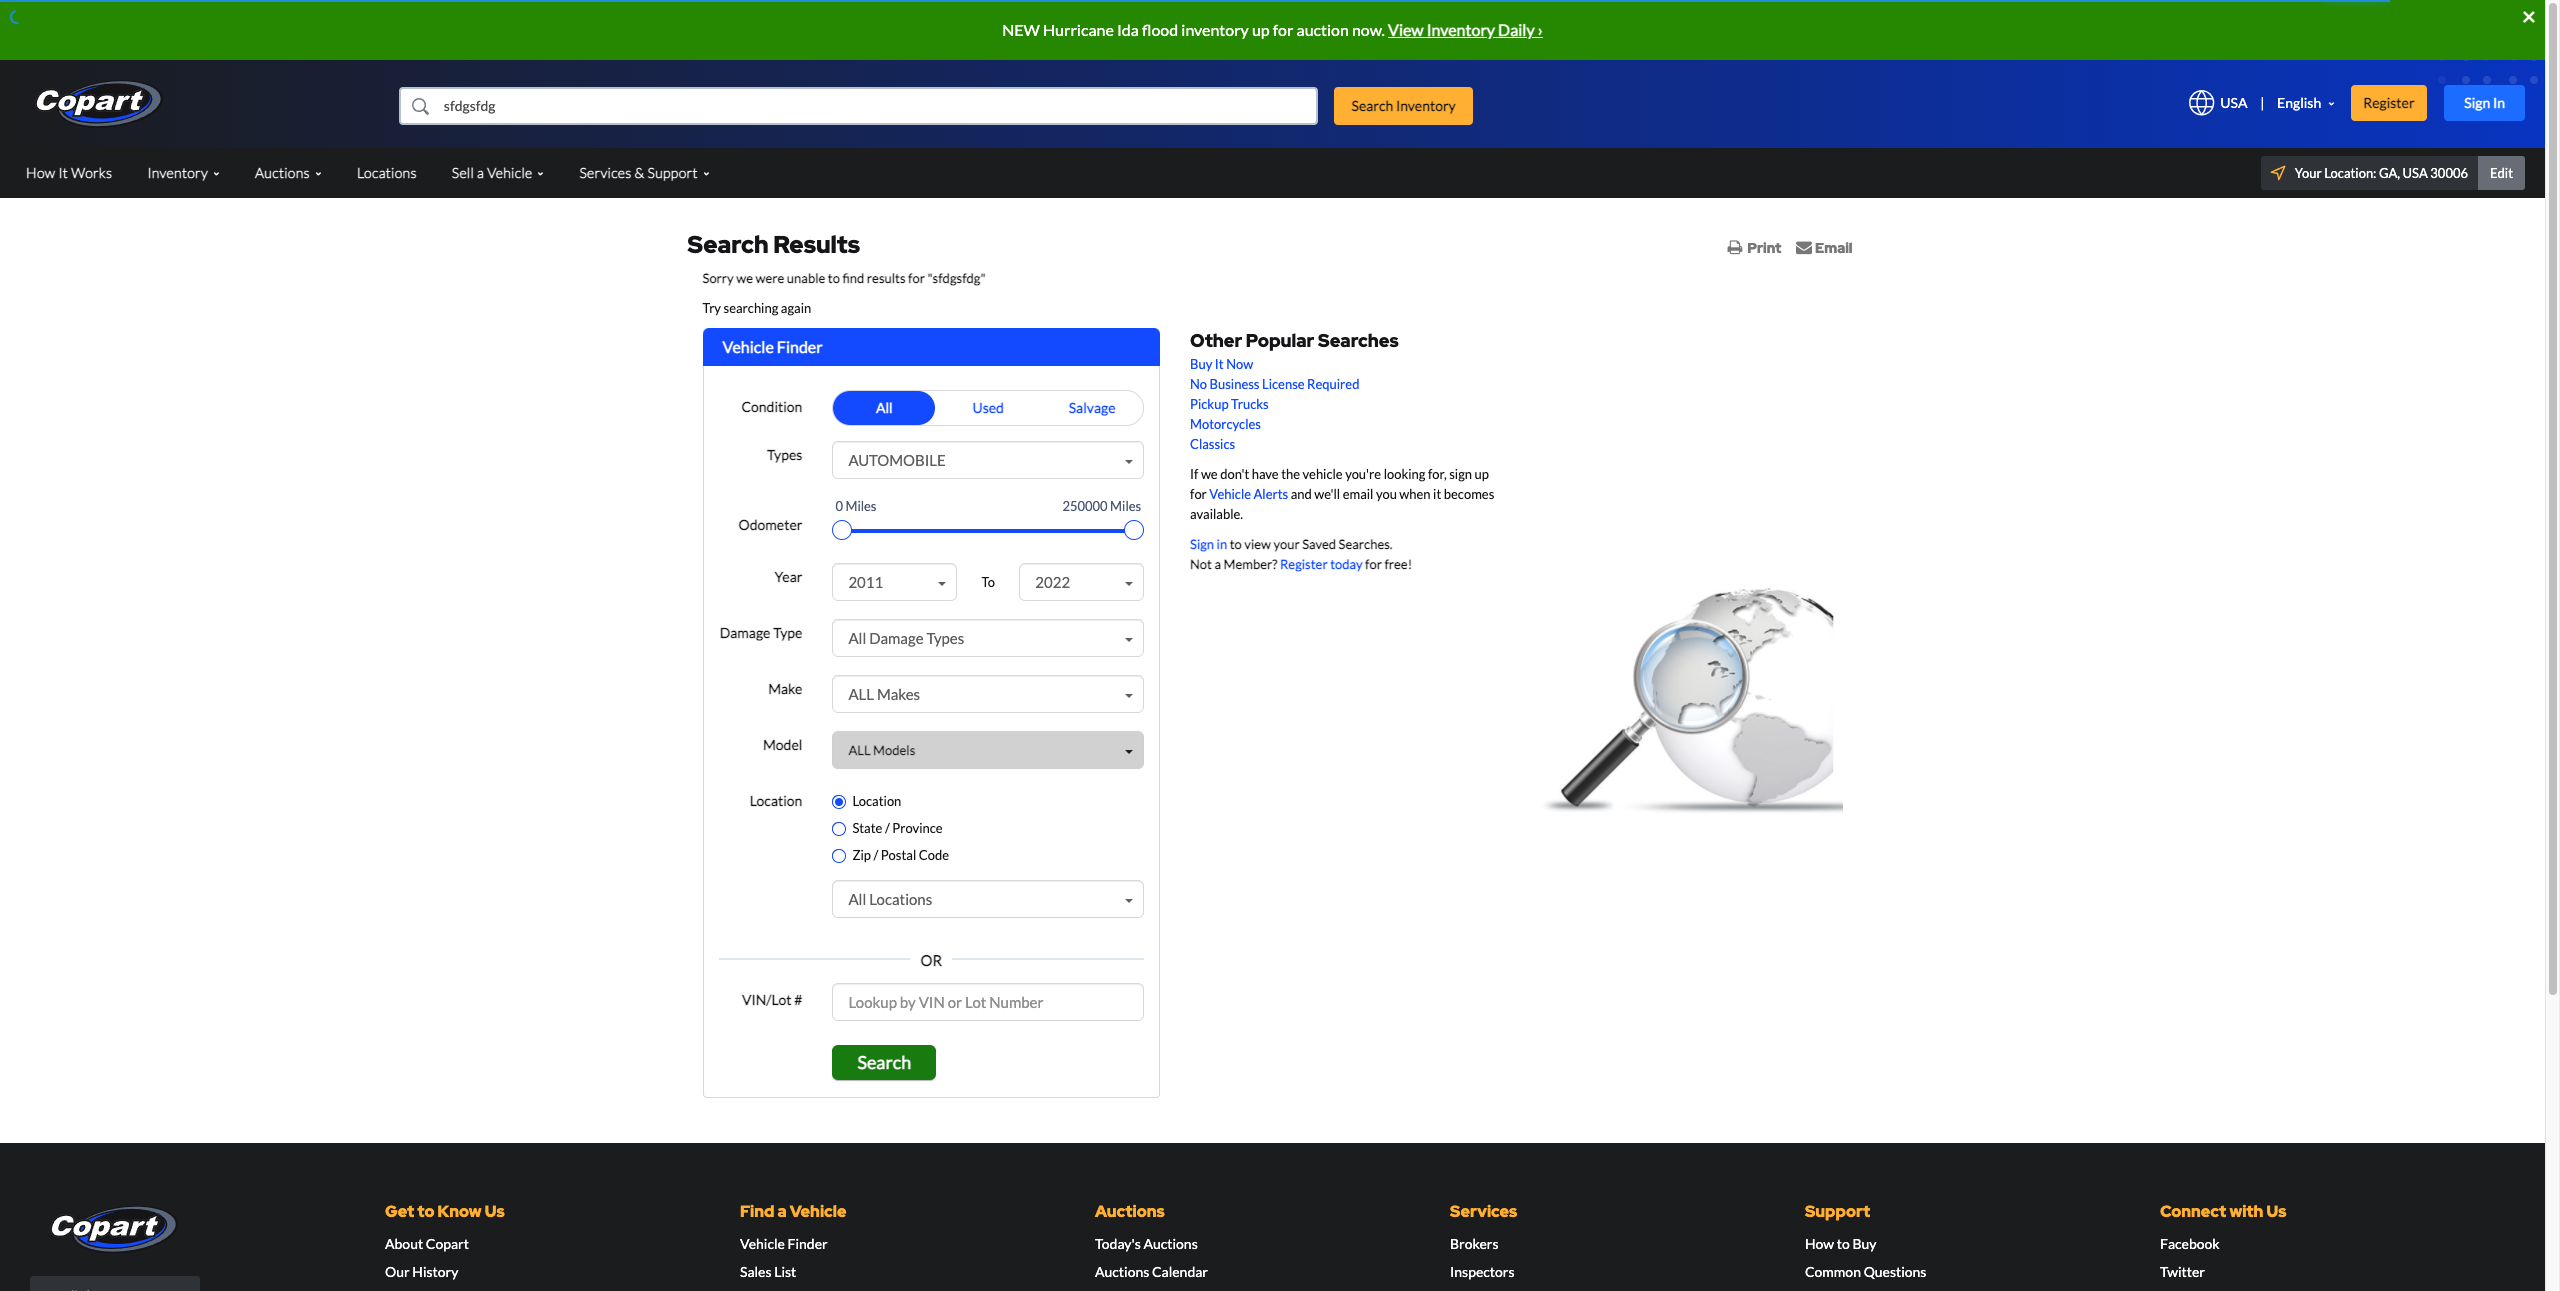 NEW Hurricane Ida flood inventory up for auction now. View Inventory Daily ›
Copart
sfdgsfdg
Search Inventory
USA | English
Register
Sign In
How It Works
Inventory
Auctions
Locations
Sell a Vehicle
Services & Support
Your Location: GA, USA 30006
Edit
Search Results
Print
Email
Sorry we were unable to find results for "sfdgsfdg"
Try searching again
Vehicle Finder
Condition
All
Used
Salvage
Types
AUTOMOBILE
0 Miles
250000 Miles
Odometer
Year
2011
To
2022
Damage Type
All Damage Types
Make
ALL Makes
Model
ALL Models
Location
Location
State / Province
Zip / Postal Code
All Locations
OR
VIN/Lot #
Lookup by VIN or Lot Number
Search
Other Popular Searches
Buy It Now
No Business License Required
Pickup Trucks
Motorcycles
Classics
If we don't have the vehicle you're looking for, sign up
for Vehicle Alerts and we'll email you when it becomes
available.
Sign in to view your Saved Searches.
Not a Member? Register today for free!
Copart
Get to Know Us
About Copart
Our History
Find a Vehicle
Vehicle Finder
Sales List
Auctions
Today's Auctions
Auctions Calendar
Services
Brokers
Inspectors
Support
How to Buy
Common Questions
Connect with Us
Facebook
Twitter